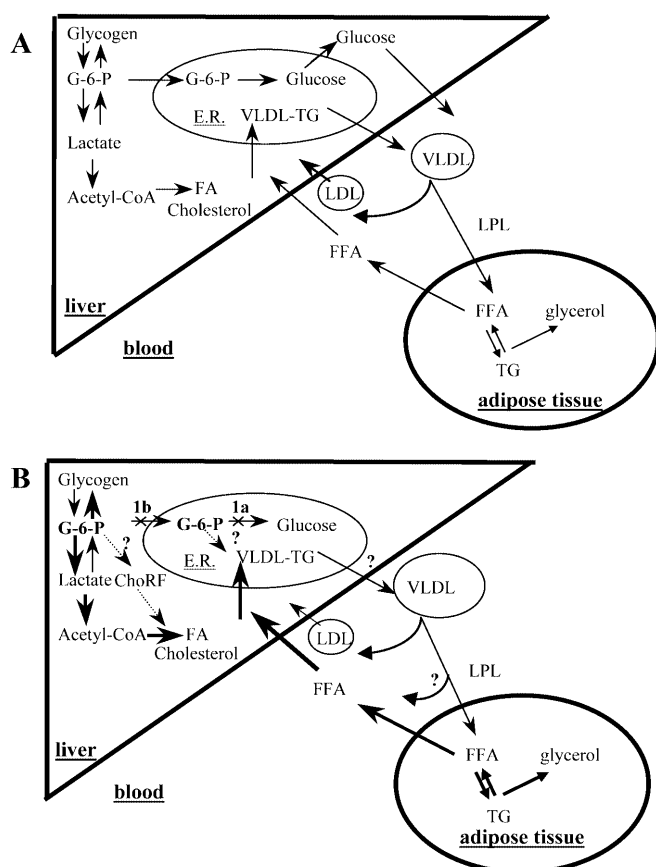 A
Glycogen
Glucose
G-6-P
G-6-P
Glucose
E.R.
VLDL-TG
Lactate
VLDL
Acetyl-CoA
FA
LDL
Cholesterol
LPL
FFA
liver
FFA
glycerol
blood
TG
adipose tissue
B
Glycogen
1b
1a
G-6-P
G-6-P
Glucose
?
?
E.R.
VLDL-TG
?
Lactate
ChoRF
VLDL
Acetyl-CoA
FA
LDL
Cholesterol
?
LPL
FFA
liver
FFA
glycerol
blood
TG
adipose tissue